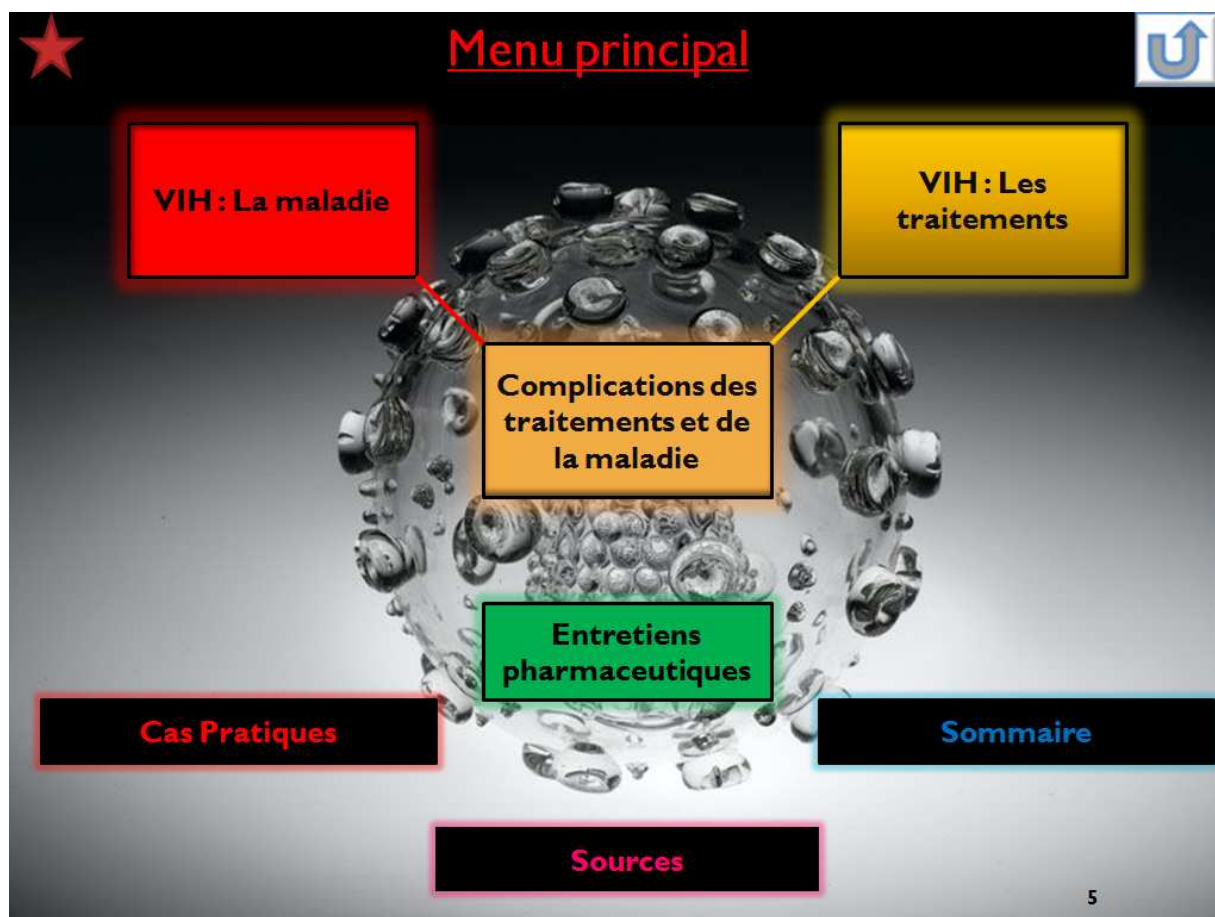 Menu principal
VIH : La maladie
VIH : Les
traitements
Complications des
traitements et de
la maladie
Entretiens
pharmaceutiques
Cas Pratiques
Sommaire
Sources
5